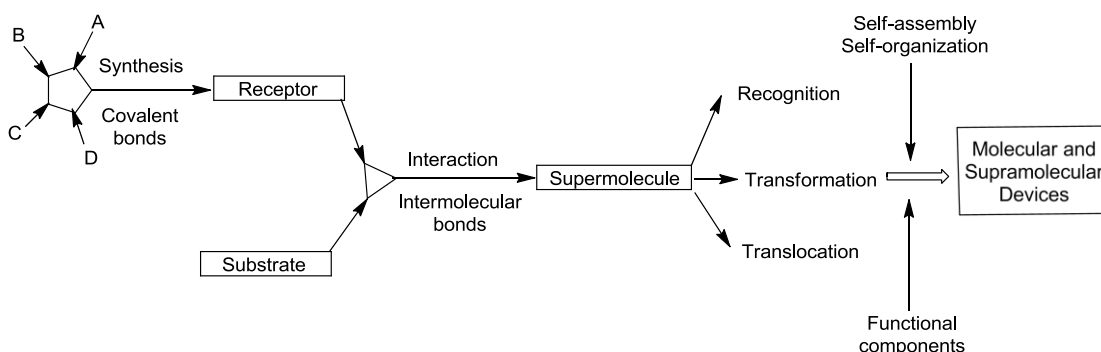 A
B
C
D
Synthesis
Covalent
bonds
Receptor
Substrate
Interaction
Intermolecular
bonds
Supermolecule
Recognition
Transformation
Translocation
Self-assembly
Self-organization
Functional
components
Molecular and
Supramolecular
Devices